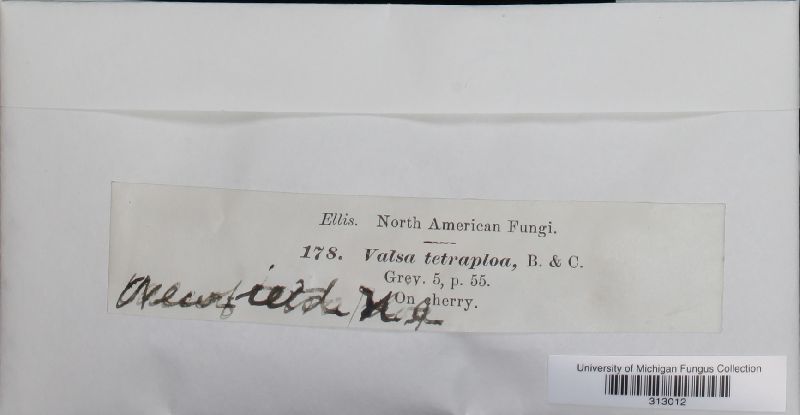 Ellis. North American Fungi.
178. Valsa tetraploa, B. & C.
Grev. 5, p. 55.
On cherry.
Newfield N.J.
University of Michigan Fungus Collection
313012